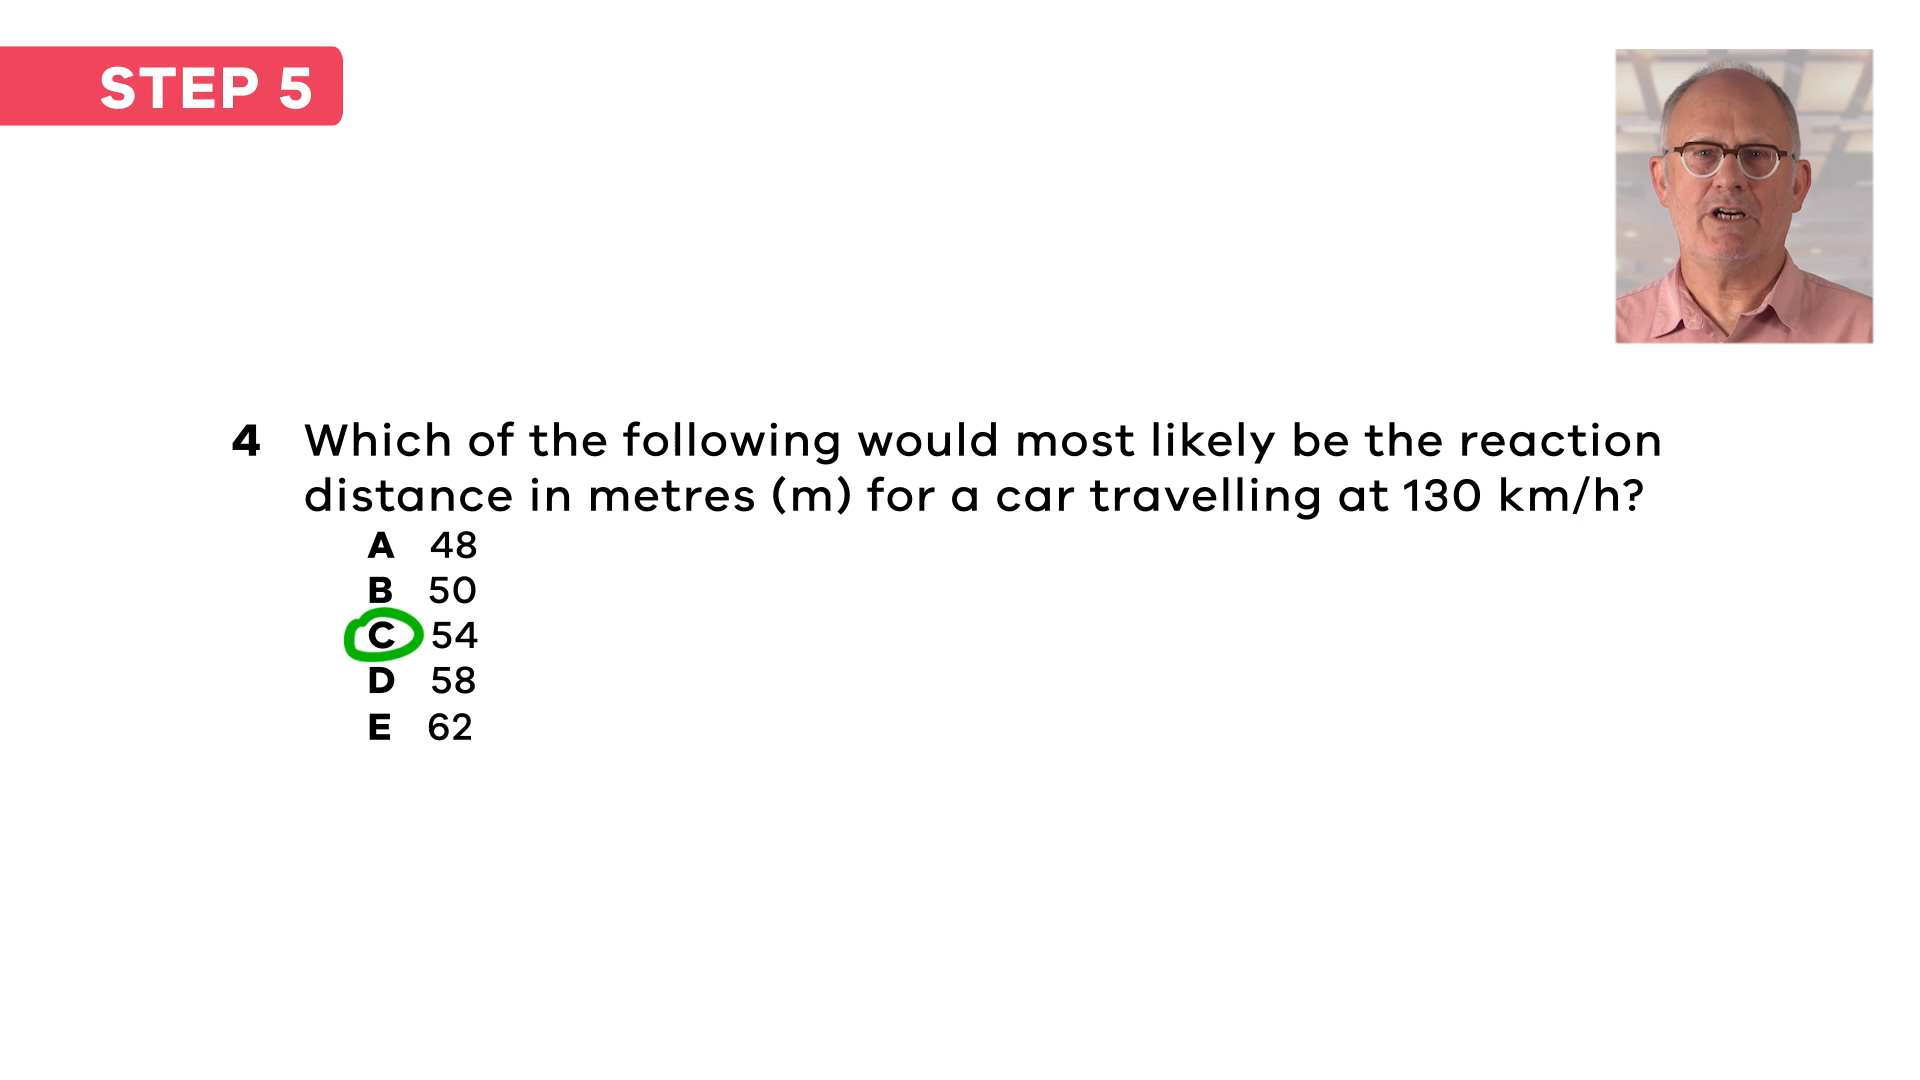 STEP 5
4 Which of the following would most likely be the reaction
distance in metres (m) for a car travelling at 130 km/h?
A 48
B 50
C 54
D 58
E 62